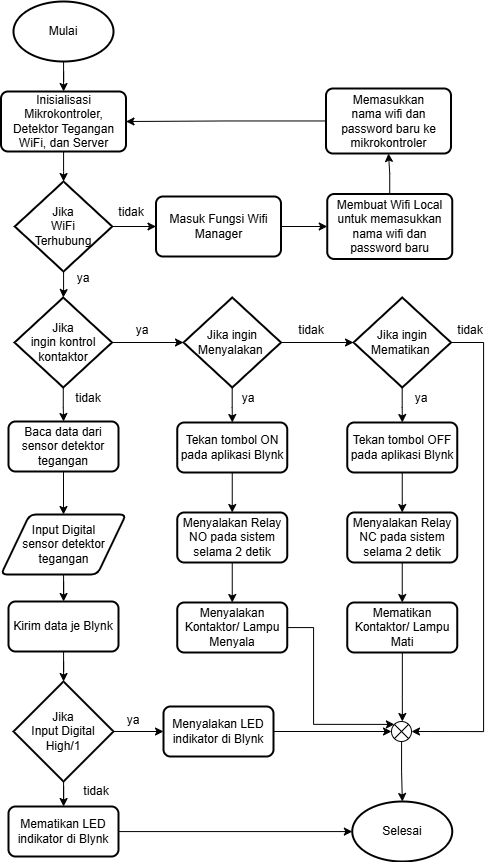 Mulai
Inisialisasi
Mikrokontroler,
Detektor Tegangan
WiFi, dan Server
Memasukkan
nama wifi dan
password baru ke
mikrokontroler
Jika
WiFi
Terhubung
tidak
Masuk Fungsi Wifi
Manager
Membuat Wifi Local
untuk memasukkan
nama wifi dan
password baru
ya
Jika
ingin kontrol
kontaktor
ya
Jika ingin
Menyalakan
tidak
Jika ingin
Mematikan
tidak
tidak
ya
ya
Baca data dari
sensor detektor
tegangan
Tekan tombol ON
pada aplikasi Blynk
Tekan tombol OFF
pada aplikasi Blynk
Input Digital
sensor detektor
tegangan
Menyalakan Relay
NO pada sistem
selama 2 detik
Menyalakan Relay
NC pada sistem
selama 2 detik
Kirim data je Blynk
Menyalakan
Kontaktor/ Lampu
Menyala
Mematikan
Kontaktor/ Lampu
Mati
Jika
Input Digital
High/1
ya
Menyalakan LED
indikator di Blynk
tidak
Mematikan LED
indikator di Blynk
Selesai